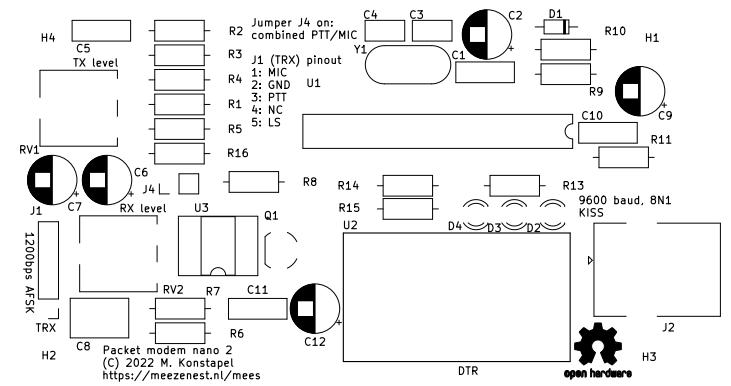 H4
C5
R2
Jumper J4 on:
combined PTT/MIC
C4
C3
C2
D1
R10
H1
TX level
R3
J1 (TRX) pinout
1: MIC
2: GND
3: PTT
4: NC
5: LS
Y1
C1
U1
R4
R9
R1
C9
R5
C10
R11
RV1
R16
C6
J4
R8
R14
R13
J1
C7
RX level
U3
Q1
R15
U2
D4
D3
D2
9600 baud, 8N1
KISS
1200bps AFSK
RV2
R7
C11
TRX
C8
R6
C12
J2
H2
Packet modem nano 2
(C) 2022 M. Konstapel
https://meezenest.nl/mees
DTR
open hardware
H3